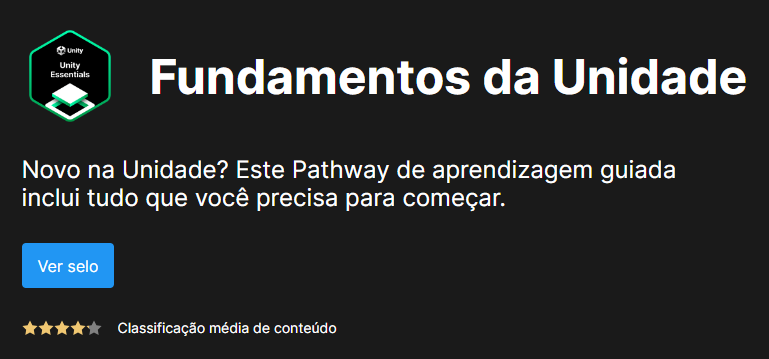 Unity
Unity
Essentials
Fundamentos da Unidade
Novo na Unidade? Este Pathway de aprendizagem guiada
inclui tudo que você precisa para começar.
Ver selo
Classificação média de conteúdo